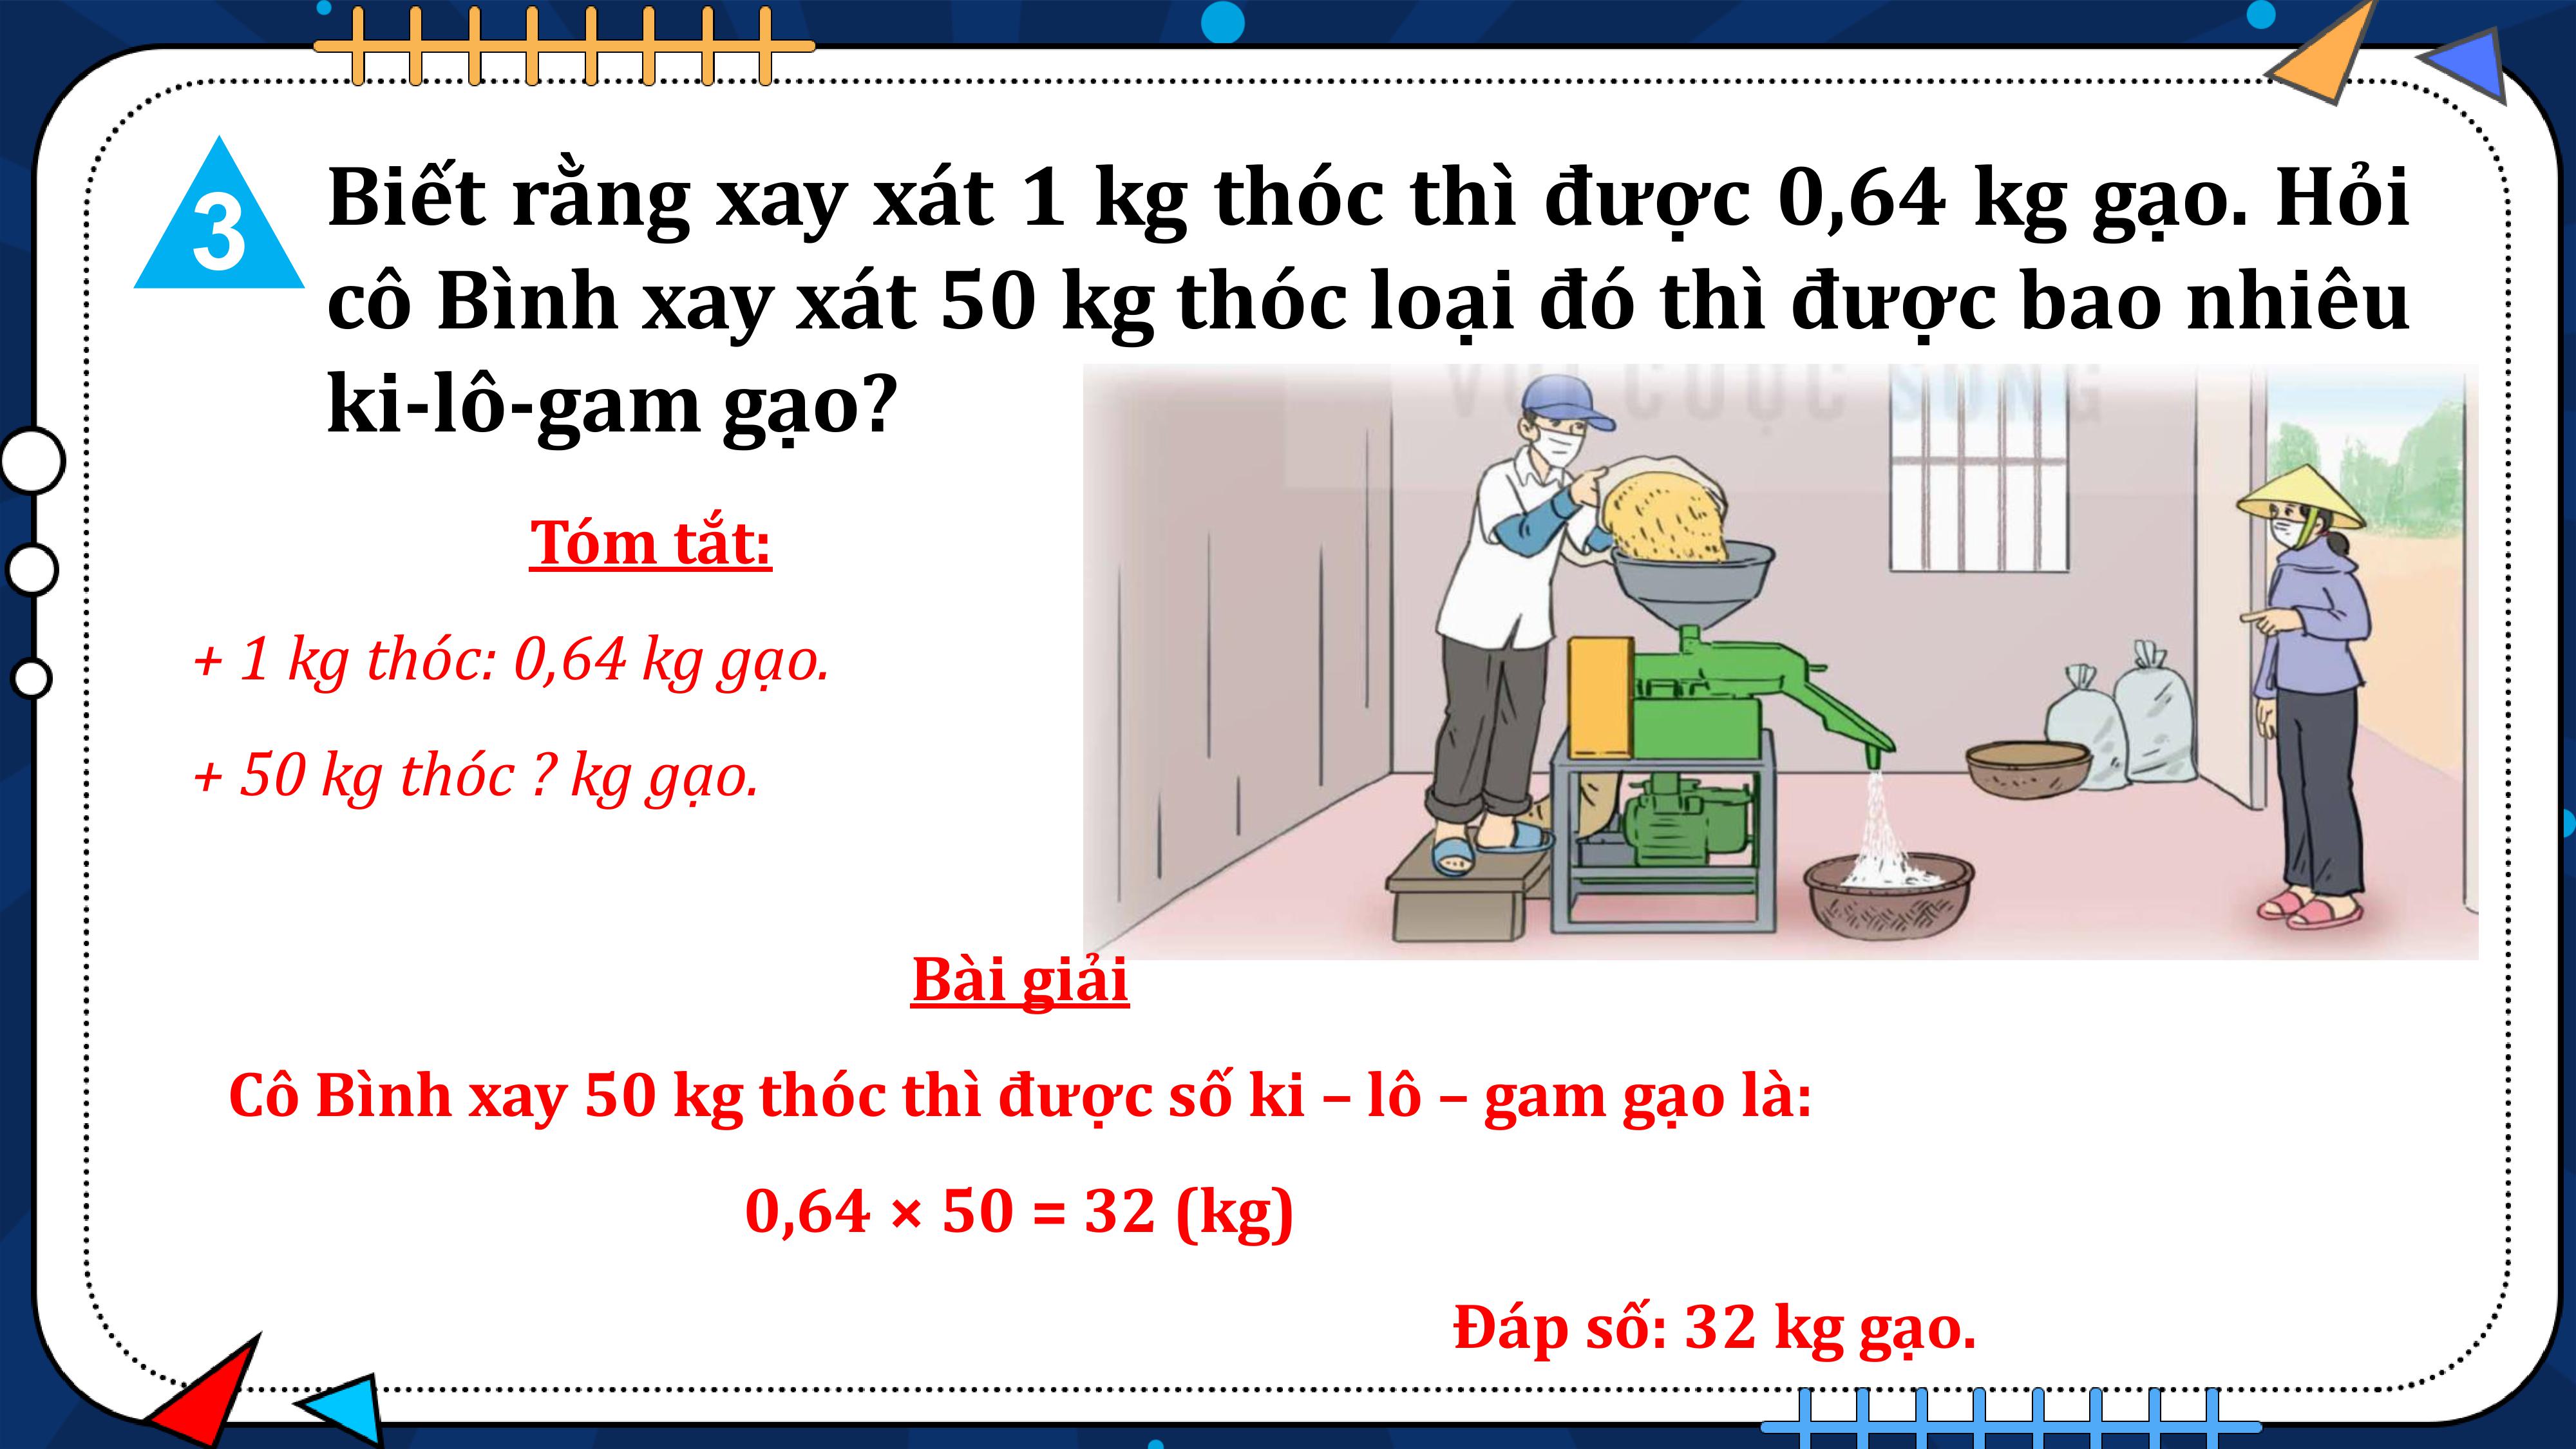 3
Biết rằng xay xát 1 kg thóc thì được 0,64 kg gạo. Hỏi
cô Bình xay xát 50 kg thóc loại đó thì được bao nhiêu
ki-lô-gam gạo?
CUỘC SỐNG
Tóm tắt:
+ 1 kg thóc: 0,64 kg gạo.
+ 50 kg thóc ? kg gạo.
Bài giải
Cô Bình xay 50 kg thóc thì được số ki – lô – gam gạo là:
0,64 × 50 = 32 (kg)
Đáp số: 32 kg gạo.